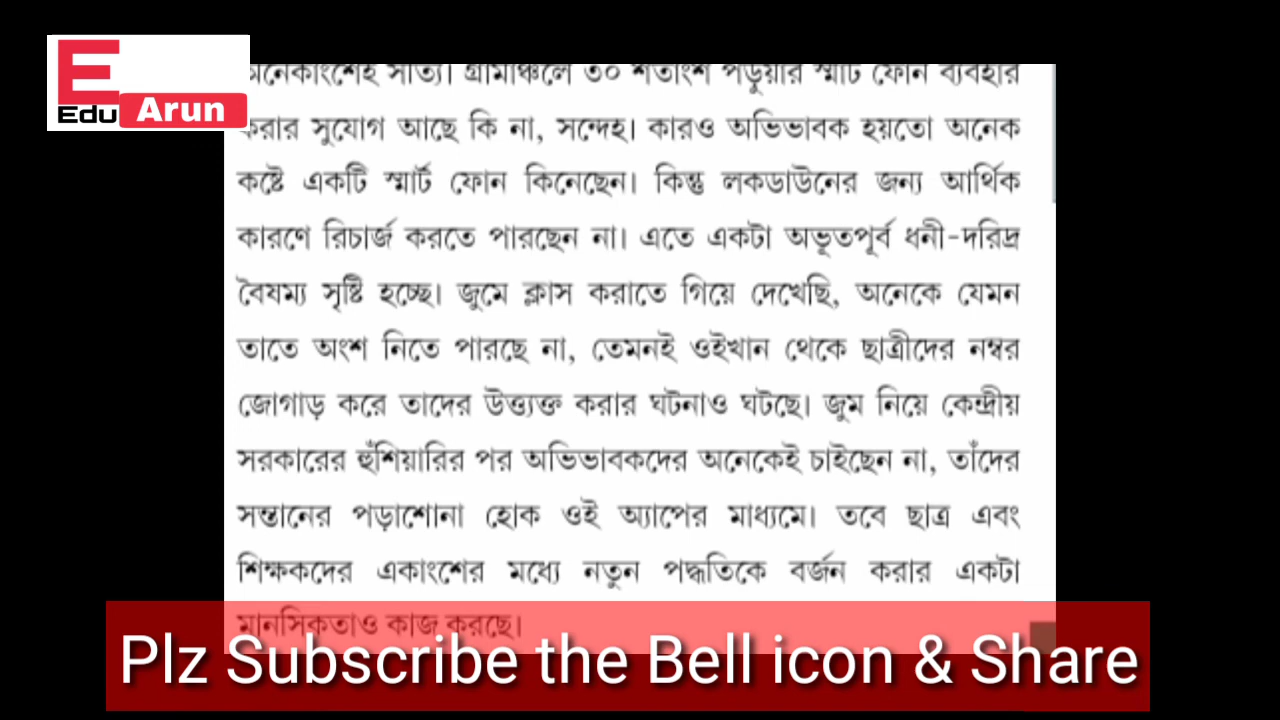 E
Edu Arun
অনেকাংশেই সত্যি। গ্রামাঞ্চলে ৩০ শতাংশ পড়ুয়ার স্মার্ট ফোন ব্যবহার
করার সুযোগ আছে কি না, সন্দেহ। কারও অভিভাবক হয়তো অনেক
কষ্টে একটি স্মার্ট ফোন কিনেছেন। কিন্তু লকডাউনের জন্য আর্থিক
কারণে রিচার্জ করতে পারছেন না। এতে একটা অভূতপূর্ব ধনী-দরিদ্র
বৈষম্য সৃষ্টি হচ্ছে। জুমে ক্লাস করাতে গিয়ে দেখেছি, অনেকে যেমন
তাতে অংশ নিতে পারছে না, তেমনই ওইখান থেকে ছাত্রীদের নম্বর
জোগাড় করে তাদের উত্ত্যক্ত করার ঘটনাও ঘটছে। জুম নিয়ে কেন্দ্রীয়
সরকারের হুঁশিয়ারির পর অভিভাবকদের অনেকেই চাইছেন না, তাঁদের
সন্তানের পড়াশোনা হোক ওই অ্যাপের মাধ্যমে। তবে ছাত্র এবং
শিক্ষকদের একাংশের মধ্যে নতুন পদ্ধতিকে বর্জন করার একটা
মানসিকতাও কাজ করছে।
Plz Subscribe the Bell icon & Share